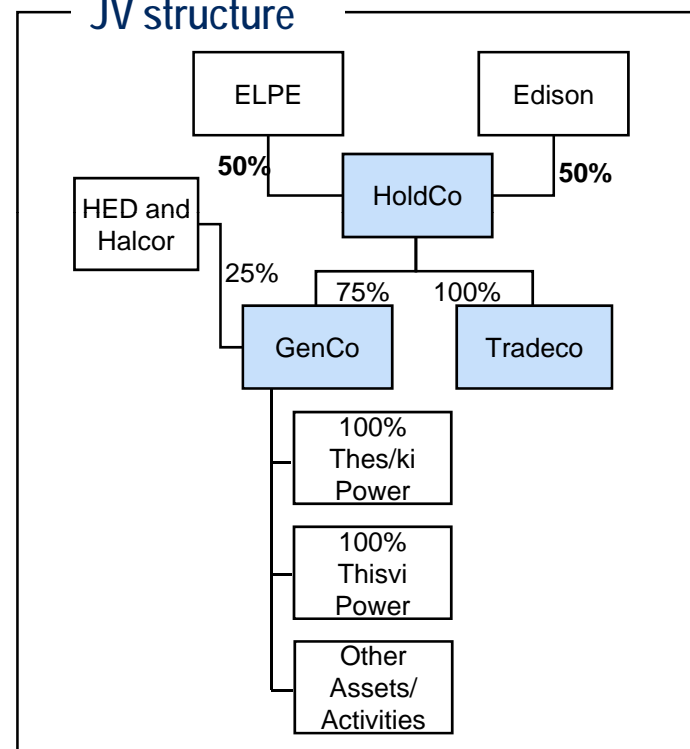 JV structure
ELPE
Edison
50%
50%
HoldCo
HED and
Halcor
25%
75%
100%
GenCo
Tradeco
100%
Thes/ki
Power
100%
Thisvi
Power
Other
Assets/
Activities